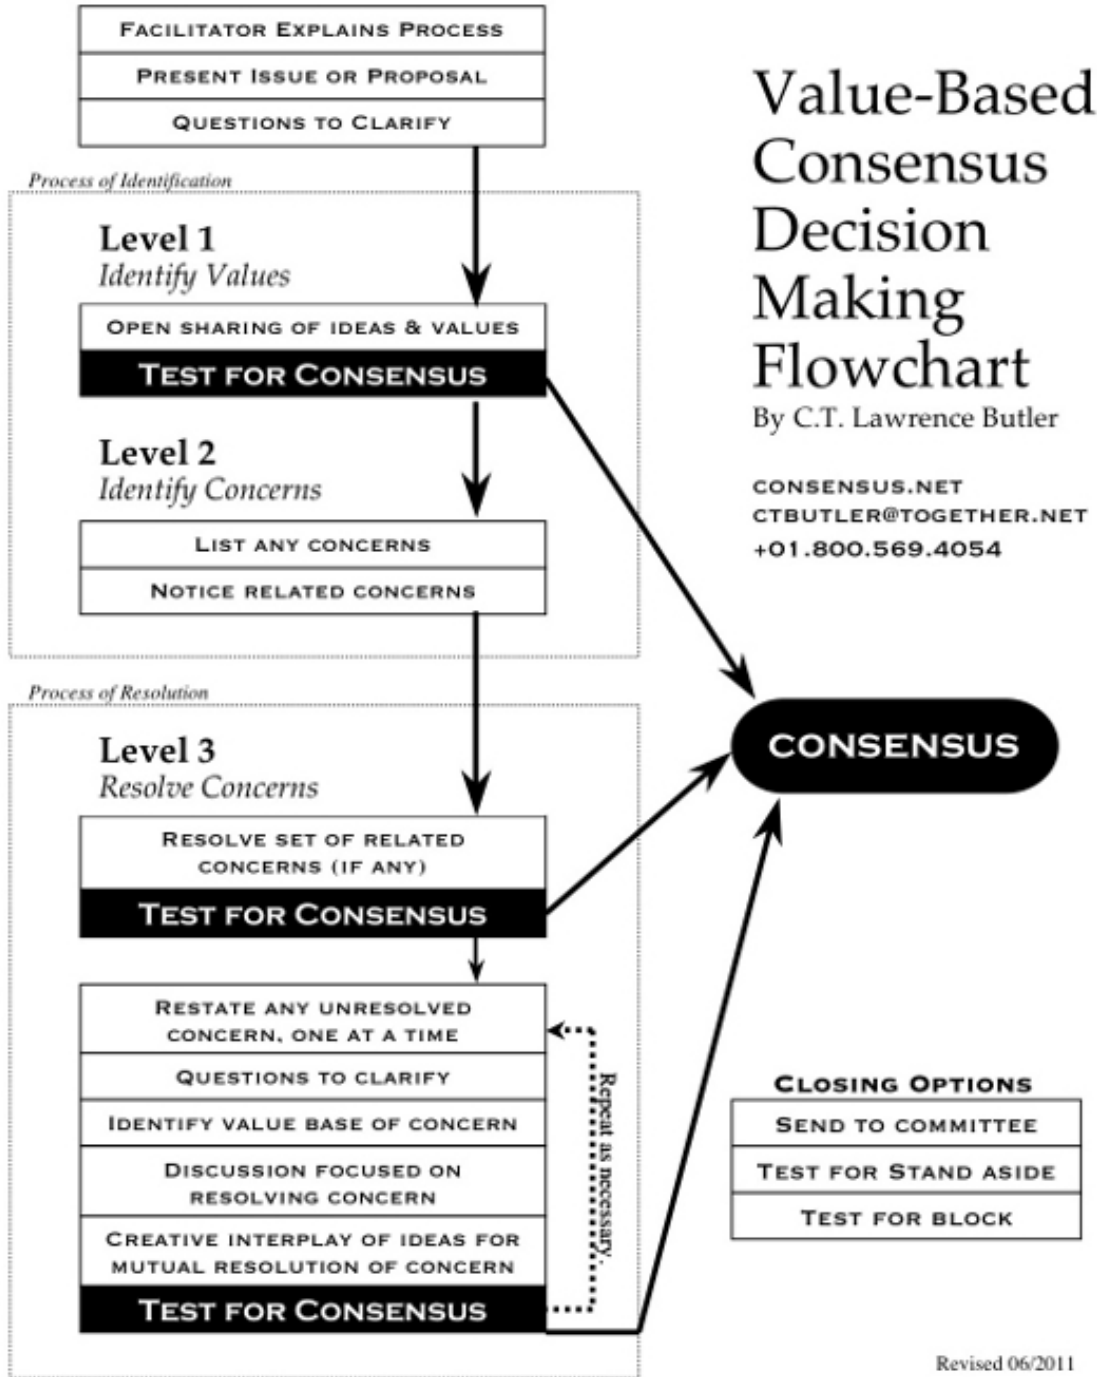 FACILITATOR EXPLAINS PROCESS
PRESENT ISSUE OR PROPOSAL
QUESTIONS TO CLARIFY
Value-Based
Consensus
Decision
Making
Flowchart
By C.T. Lawrence Butler
CONSENSUS.NET
CTBUTLER@TOGETHER.NET
+01.800.569.4054
Process of Identification
Level 1
Identify Values
OPEN SHARING OF IDEAS & VALUES
TEST FOR CONSENSUS
Level 2
Identify Concerns
LIST ANY CONCERNS
NOTICE RELATED CONCERNS
Process of Resolution
Level 3
Resolve Concerns
RESOLVE SET OF RELATED
CONCERNS (IF ANY)
TEST FOR CONSENSUS
RESTATE ANY UNRESOLVED
CONCERN, ONE AT A TIME
QUESTIONS TO CLARIFY
IDENTIFY VALUE BASE OF CONCERN
DISCUSSION FOCUSED ON
RESOLVING CONCERN
CREATIVE INTERPLAY OF IDEAS FOR
MUTUAL RESOLUTION OF CONCERN
TEST FOR CONSENSUS
Repeat as necessary.
CONSENSUS
CLOSING OPTIONS
SEND TO COMMITTEE
TEST FOR STAND ASIDE
TEST FOR BLOCK
Revised 06/2011